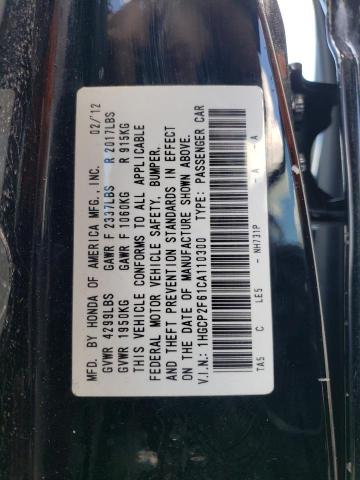 MFD. BY HONDA OF AMERICA MFG., INC. 02/12
GVWR 4299LBS GAWR F 2337LBS R 2017LBS
GVWR 1950KG GAWR F 1060KG R 915KG
THIS VEHICLE CONFORMS TO ALL APPLICABLE
FEDERAL MOTOR VEHICLE SAFETY, BUMPER,
AND THEFT PREVENTION STANDARDS IN EFFECT
ON THE DATE OF MANUFACTURE SHOWN ABOVE.
V.I.N.: 1HGCP2F61CA110300 TYPE: PASSENGER CAR
TA5 C LE5 - NH731P - A - A